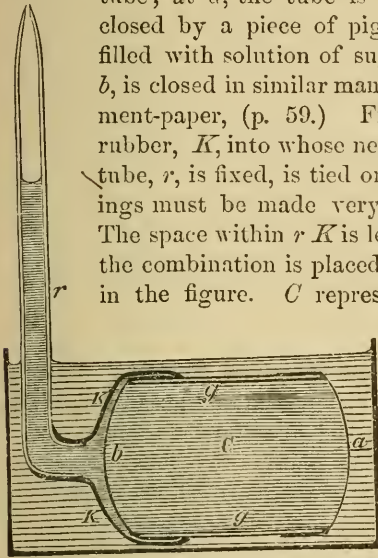 tube; at a, the tube is
closed by a piece of pig
filled with solution of su
b, is closed in similar man
ment-paper, (p. 59.) F
rubber, K, into whose ne
tube, r, is fixed, is tied on
ings must be made very
The space within r K is le
the combination is placed
in the figure. C repres
r
K
g
b
C
a
K
g